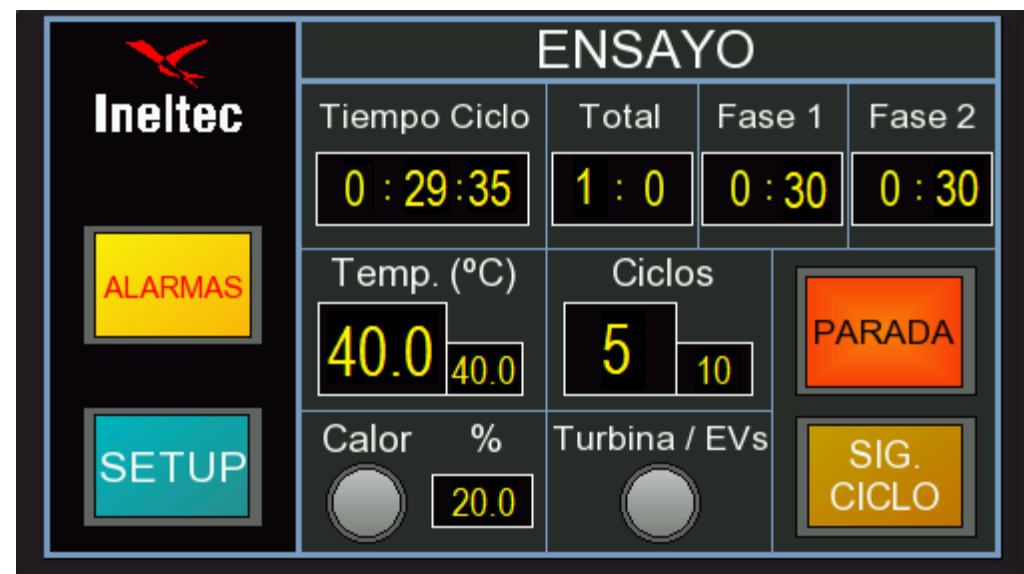 Ineltec
ENSAYO
Tiempo Ciclo
Total
Fase 1
Fase 2
0 : 29 : 35
1 : 0
0 : 30
0 : 30
ALARMAS
Temp. (ºC)
Ciclos
40.0
40.0
5
10
PARADA
SETUP
Calor
%
20.0
Turbina / EVs
SIG.
CICLO